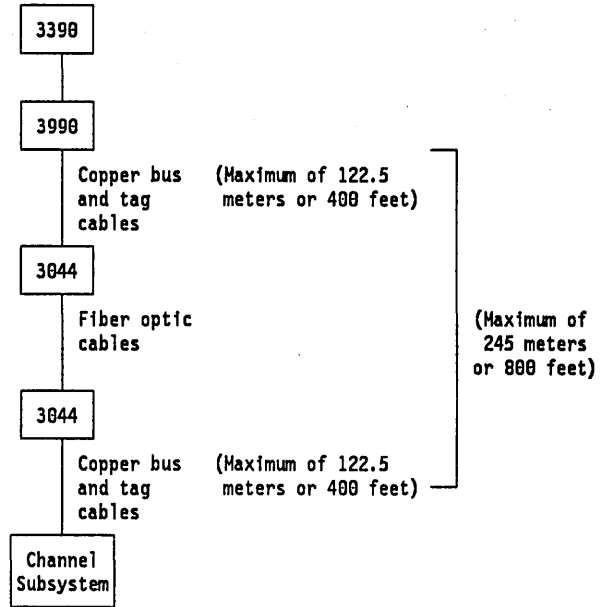 3390
3990
Copper bus (Maximum of 122.5
and tag meters or 400 feet)
cables
3044
Fiber optic
cables
(Maximum of
245 meters
or 800 feet)
3044
Copper bus (Maximum of 122.5
and tag meters or 400 feet)
cables
Channel
Subsystem